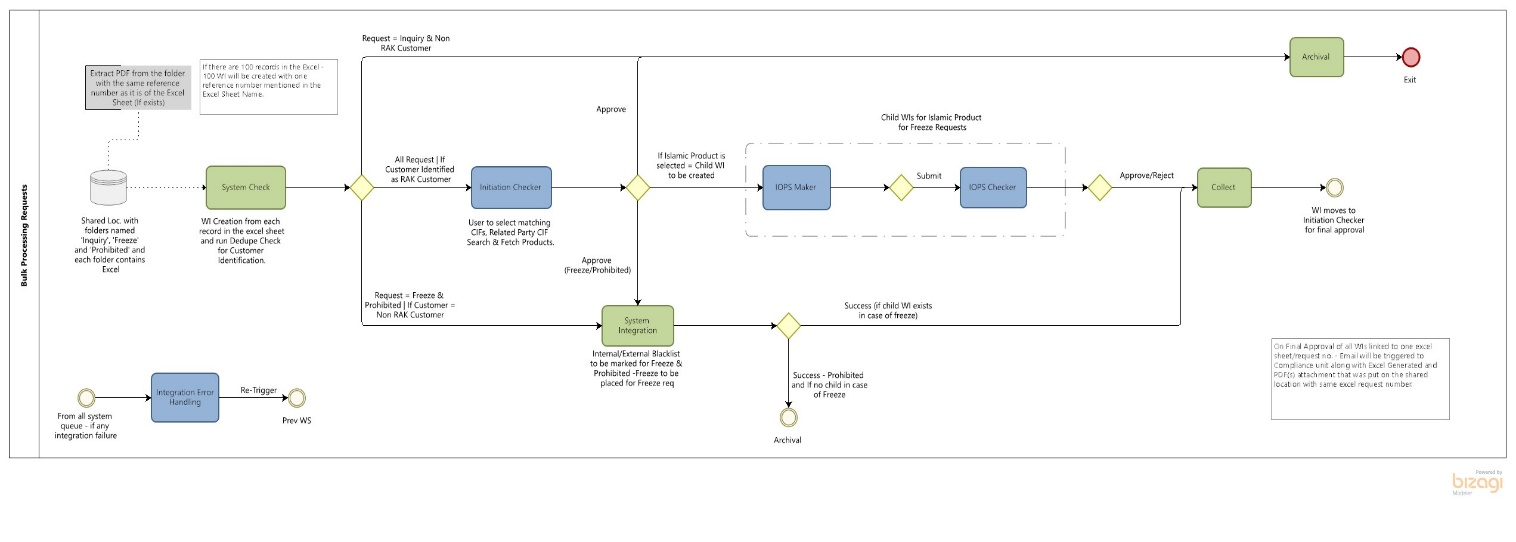 Bulk Processing Requests
Request = Inquiry & Non
RAK Customer
Archival
Exit
Extract PDF from the folder
with the same reference
number as it is of the Excel
Sheet (If exists)
If there are 100 records in the Excel -
100 WI will be created with one
reference number mentioned in the
Excel Sheet Name.
Approve
Child WIs for Islamic Product
for Freeze Requests
All Request | If
Customer Identified
as RAK Customer
If Islamic Product is
selected = Child WI
to be created
System Check
Initiation Checker
IOPS Maker
Submit
IOPS Checker
Approve/Reject
Collect
Shared Loc. with
folders named
'Inquiry', 'Freeze'
and 'Prohibited' and
each folder contains
Excel
WI Creation from each
record in the excel sheet
and run Dedupe Check
for Customer
Identification.
User to select matching
CIFs, Related Party CIF
Search & Fetch Products.
WI moves to
Initiation Checker
for final approval
Approve
(Freeze/Prohibited)
Request = Freeze &
Prohibited | If Customer =
Non RAK Customer
System
Integration
Success (if child WI exists
in case of freeze)
Internal/External Blacklist
to be marked for Freeze &
Prohibited -Freeze to be
placed for Freeze req
Success - Prohibited
and If no child in case
of Freeze
Archival
On Final Approval of all WIs linked to one excel
sheet/request no. - Email will be triggered to
Compliance unit along with Excel Generated and
PDF(s) attachment that was put on the shared
location with same excel request number.
Integration Error
Handling
Re-Trigger
Prev WS
From all system
queue - if any
integration failure
Powered by
bizagi
Modeler